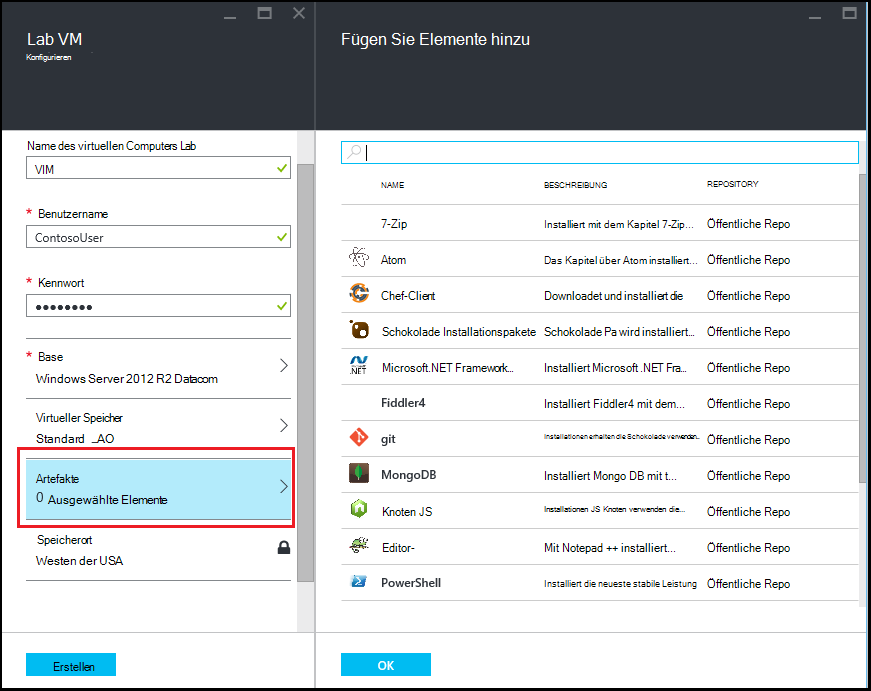 Lab VM
Konfigurieren
Name des virtuellen Computers Lab
VIM
* Benutzername
ContosoUser
* Kennwort
●●●●●●●●
* Base
Windows Server 2012 R2 Datacom
Virtueller Speicher
Standard _AO
Artefakte
0 Ausgewählte Elemente
Speicherort
Westen der USA
Erstellen
Fügen Sie Elemente hinzu
NAME BESCHREIBUNG REPOSITORY
7-Zip Installiert mit dem Kapitel 7-Zip... Öffentliche Repo
Atom Das Kapitel über Atom installiert... Öffentliche Repo
Chef-Client Downloadet und installiert die Öffentliche Repo
Schokolade Installationspakete Schokolade Pa wird installiert... Öffentliche Repo
.NET Microsoft.NET Framework... Installiert Microsoft .NET Fra... Öffentliche Repo
Fiddler4 Installiert Fiddler4 mit dem... Öffentliche Repo
git Installationen erhalten die Schokolade verwenden... Öffentliche Repo
MongoDB Installiert Mongo DB mit t... Öffentliche Repo
Knoten JS Installationen JS Knoten verwenden die... Öffentliche Repo
Editor- Mit Notepad ++ installiert... Öffentliche Repo
PowerShell Installiert die neueste stabile Leistung Öffentliche Repo
OK